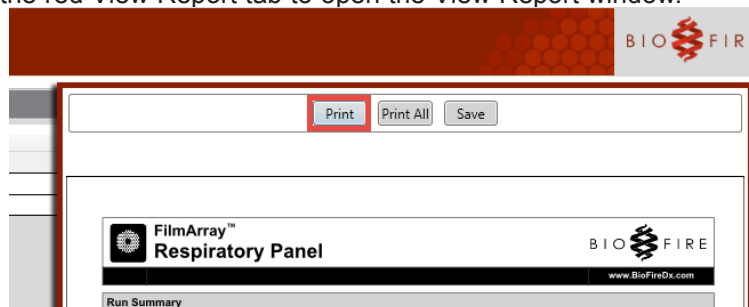 the red View Report tab to open the View Report window.
BIO FIR
Print Print All Save
FilmArray™
Respiratory Panel
BIO FIRE
www.BioFireDx.com
Run Summary